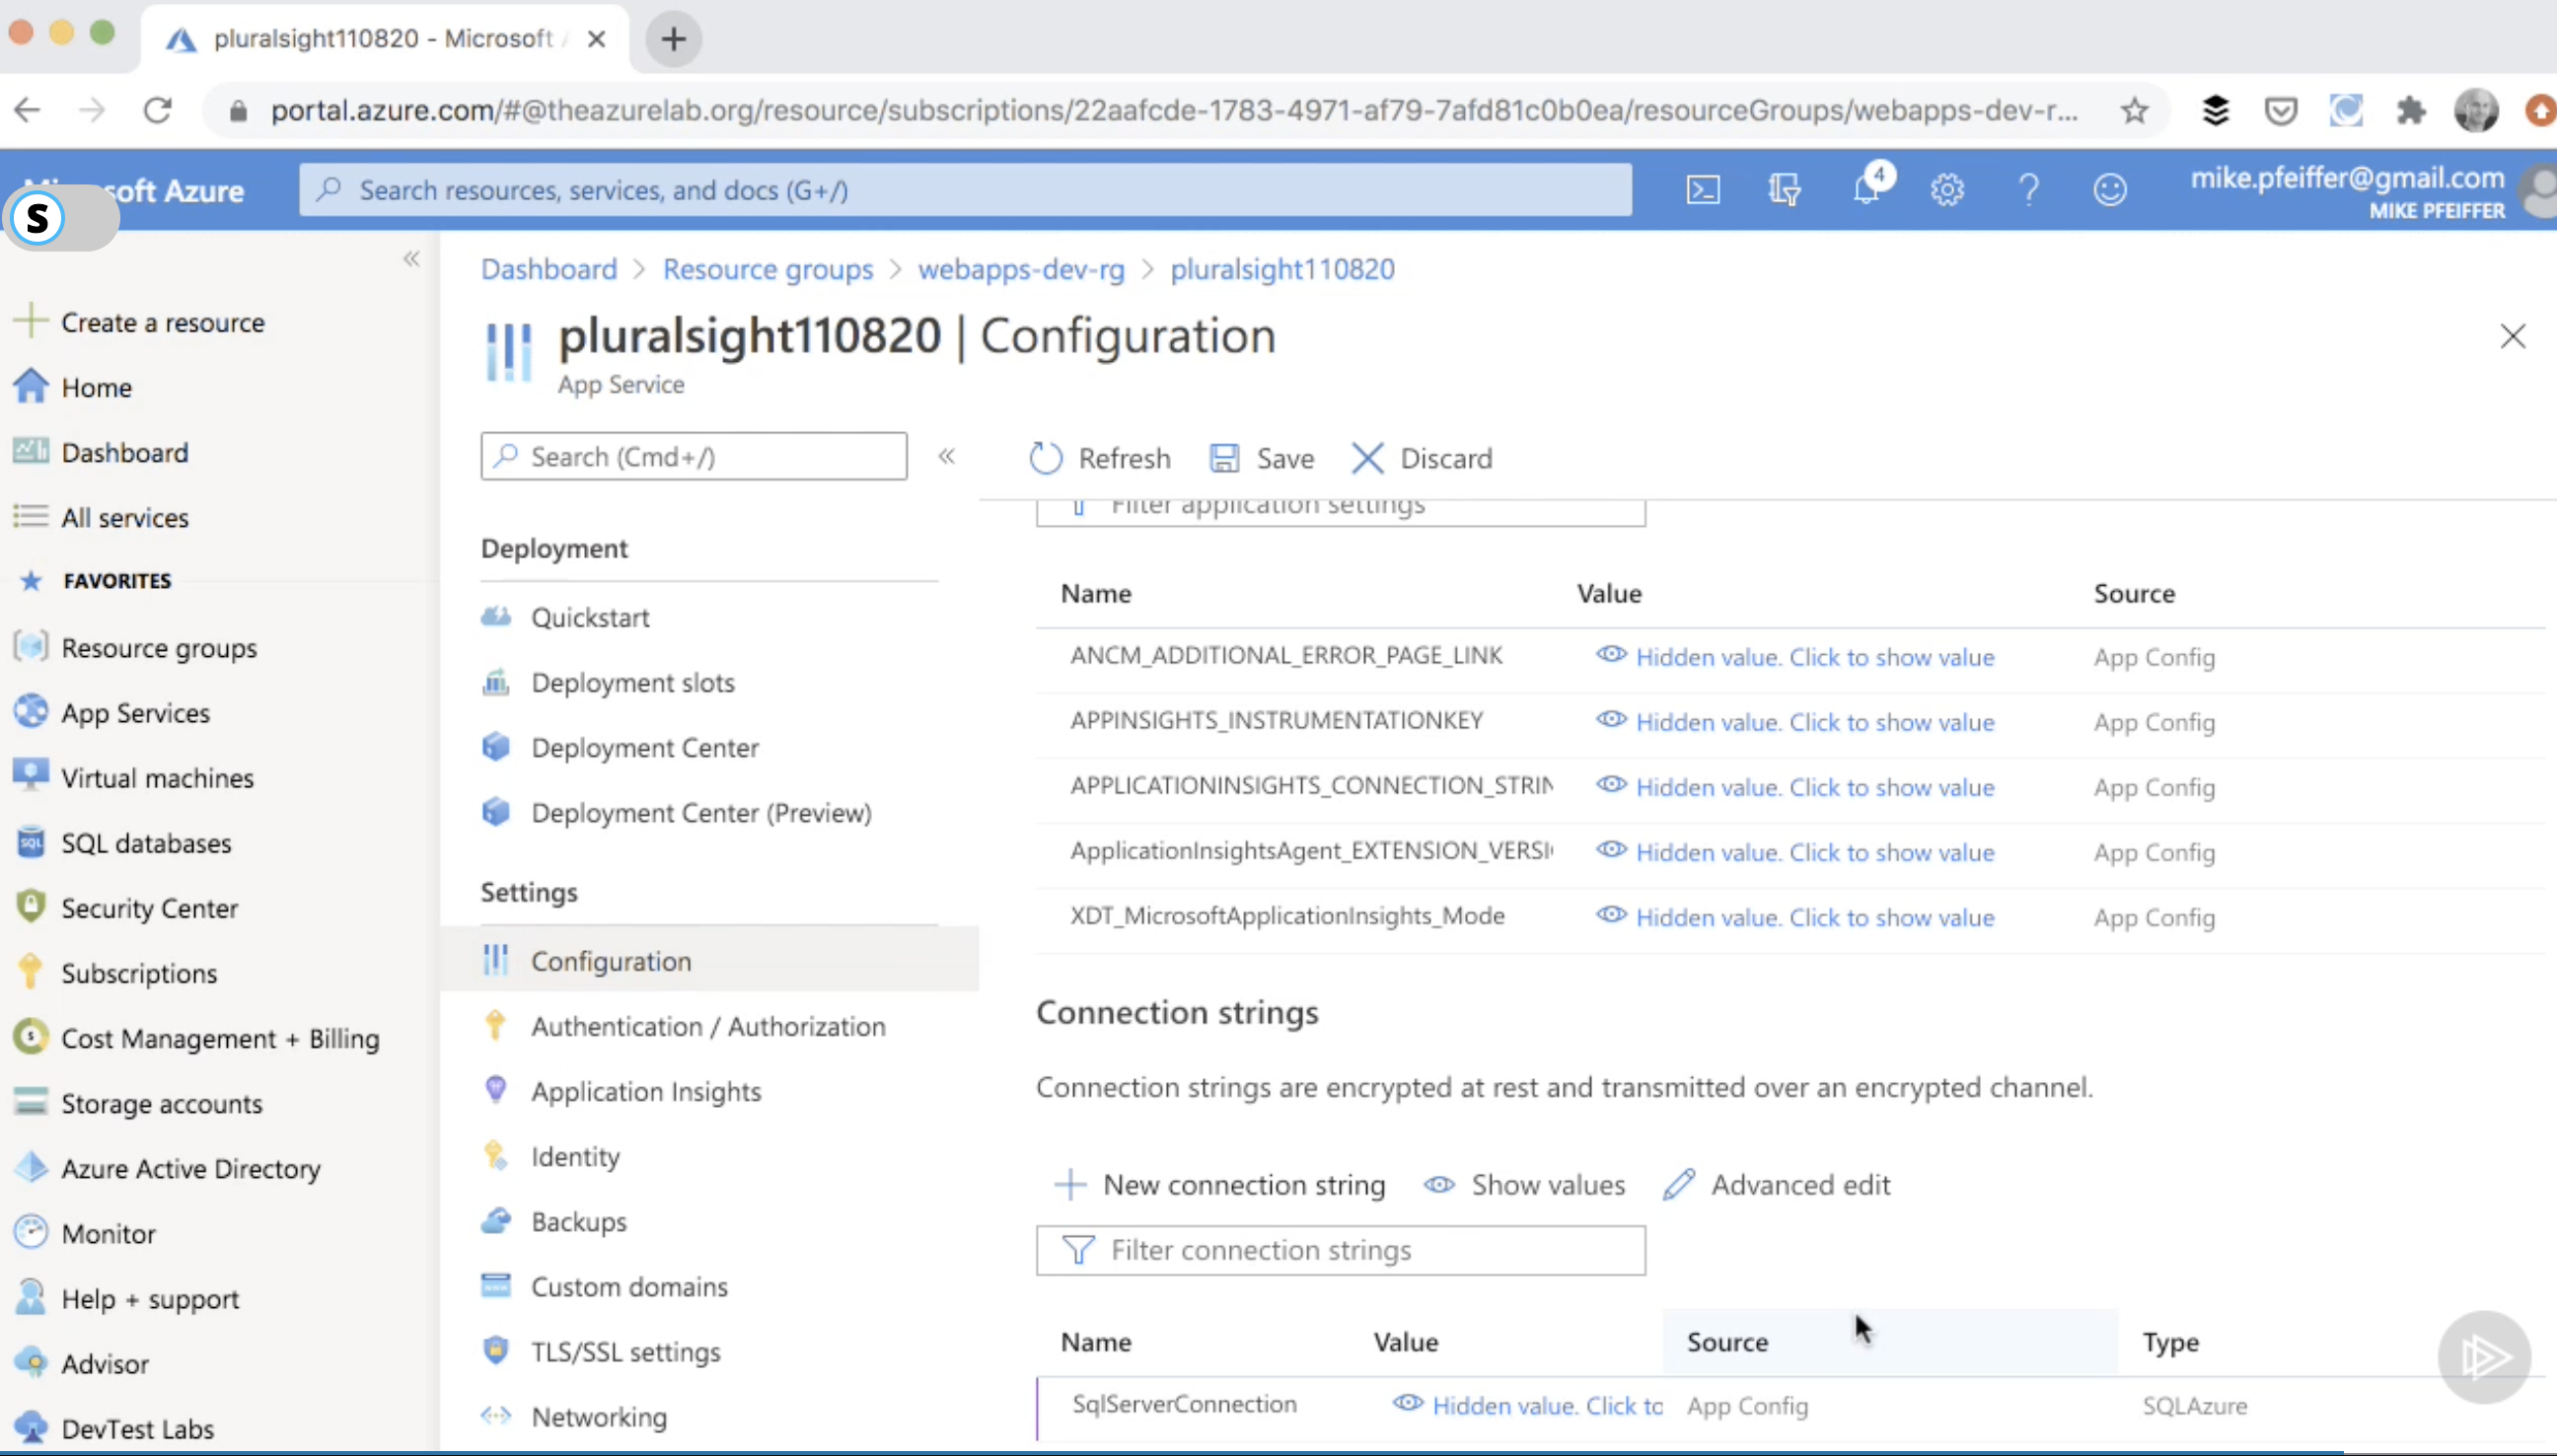 pluralsight110820 - Microsoft
portal.azure.com/#@theazurelab.org/resource/subscriptions/22aafcde-1783-4971-af79-7afd81c0b0ea/resourceGroups/webapps-dev-r...
soft Azure
S
Search resources, services, and docs (G+/)
4
mike.pfeiffer@gmail.com
MIKE PFEIFFER
Create a resource
Home
Dashboard
All services
FAVORITES
Resource groups
App Services
Virtual machines
SQL databases
Security Center
Subscriptions
Cost Management + Billing
Storage accounts
Azure Active Directory
Monitor
Help + support
Advisor
DevTest Labs
Dashboard > Resource groups > webapps-dev-rg > pluralsight110820
pluralsight110820 | Configuration
App Service
Search (Cmd+/)
Deployment
Quickstart
Deployment slots
Deployment Center
Deployment Center (Preview)
Settings
Configuration
Authentication / Authorization
Application Insights
Identity
Backups
Custom domains
TLS/SSL settings
Networking
Refresh Save Discard
Filter application settings
Name Value Source
ANCM_ADDITIONAL_ERROR_PAGE_LINK Hidden value. Click to show value App Config
APPINSIGHTS_INSTRUMENTATIONKEY Hidden value. Click to show value App Config
APPLICATIONINSIGHTS_CONNECTION_STRIN Hidden value. Click to show value App Config
ApplicationInsightsAgent_EXTENSION_VERSI Hidden value. Click to show value App Config
XDT_MicrosoftApplicationInsights_Mode Hidden value. Click to show value App Config
Connection strings
Connection strings are encrypted at rest and transmitted over an encrypted channel.
New connection string Show values Advanced edit
Filter connection strings
Name Value Source Type
SqlServerConnection Hidden value. Click to App Config SQLAzure